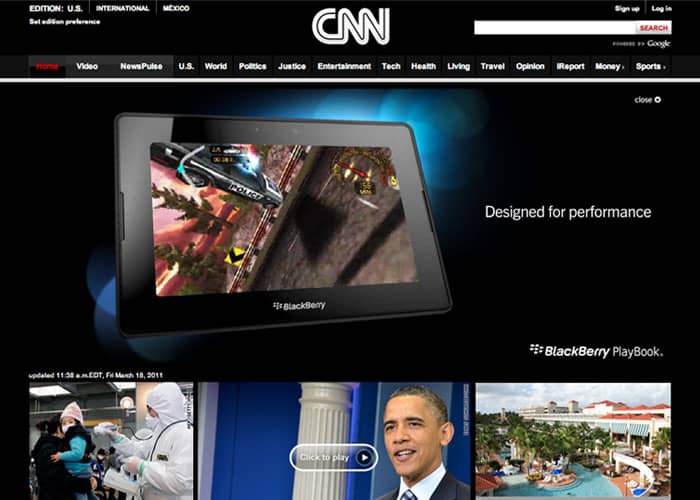 EDITION: U.S. INTERNATIONAL MÉXICO
Set edition preference
CNN
Sign up Log in
SEARCH
POWERED BY Google
Home Video NewsPulse U.S. World Politics Justice Entertainment Tech Health Living Travel Opinion iReport Money Sports
close
POLICE
BlackBerry
Designed for performance
BlackBerry PlayBook
updated 11:38 a.m.EDT, Fri March 18, 2011
Click to play